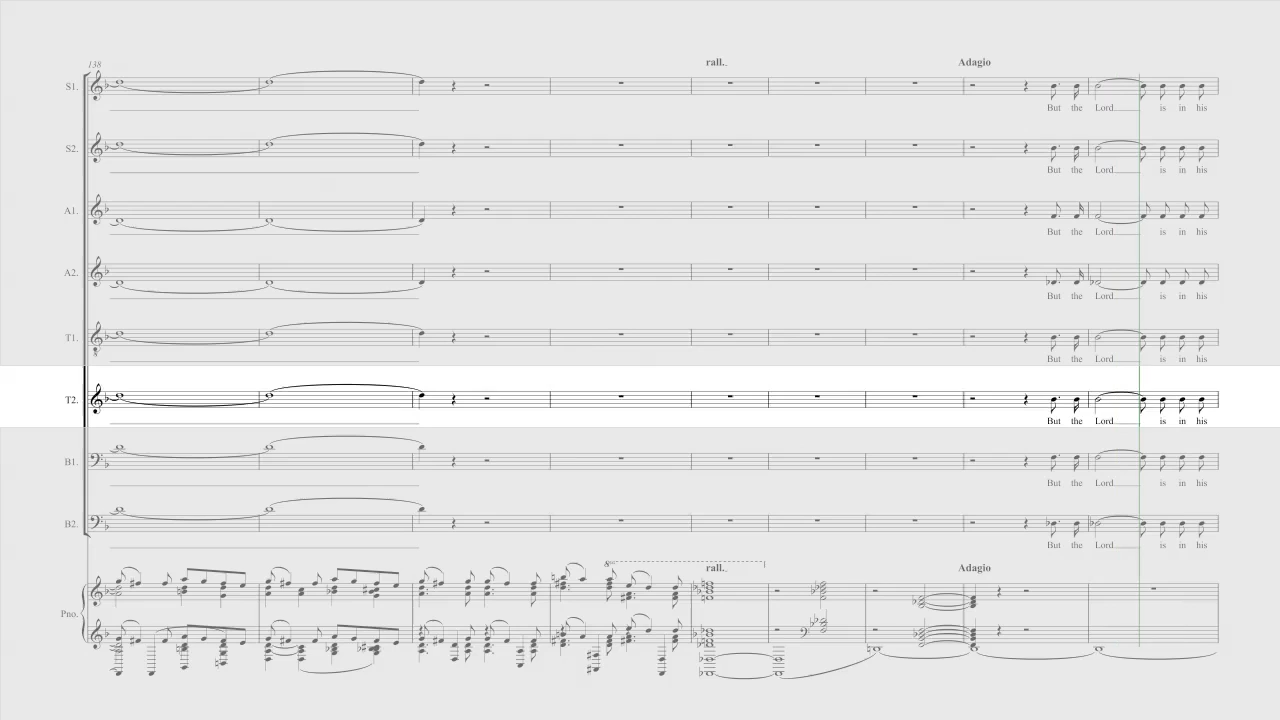 138
rall.
Adagio
S1.
But the Lord is in his
S2.
But the Lord is in his
A1.
But the Lord is in his
A2.
But the Lord is in his
T1.
But the Lord is in his
T2.
But the Lord is in his
B1.
But the Lord is in his
B2.
But the Lord is in his
8va
rall.
Adagio
Pno.